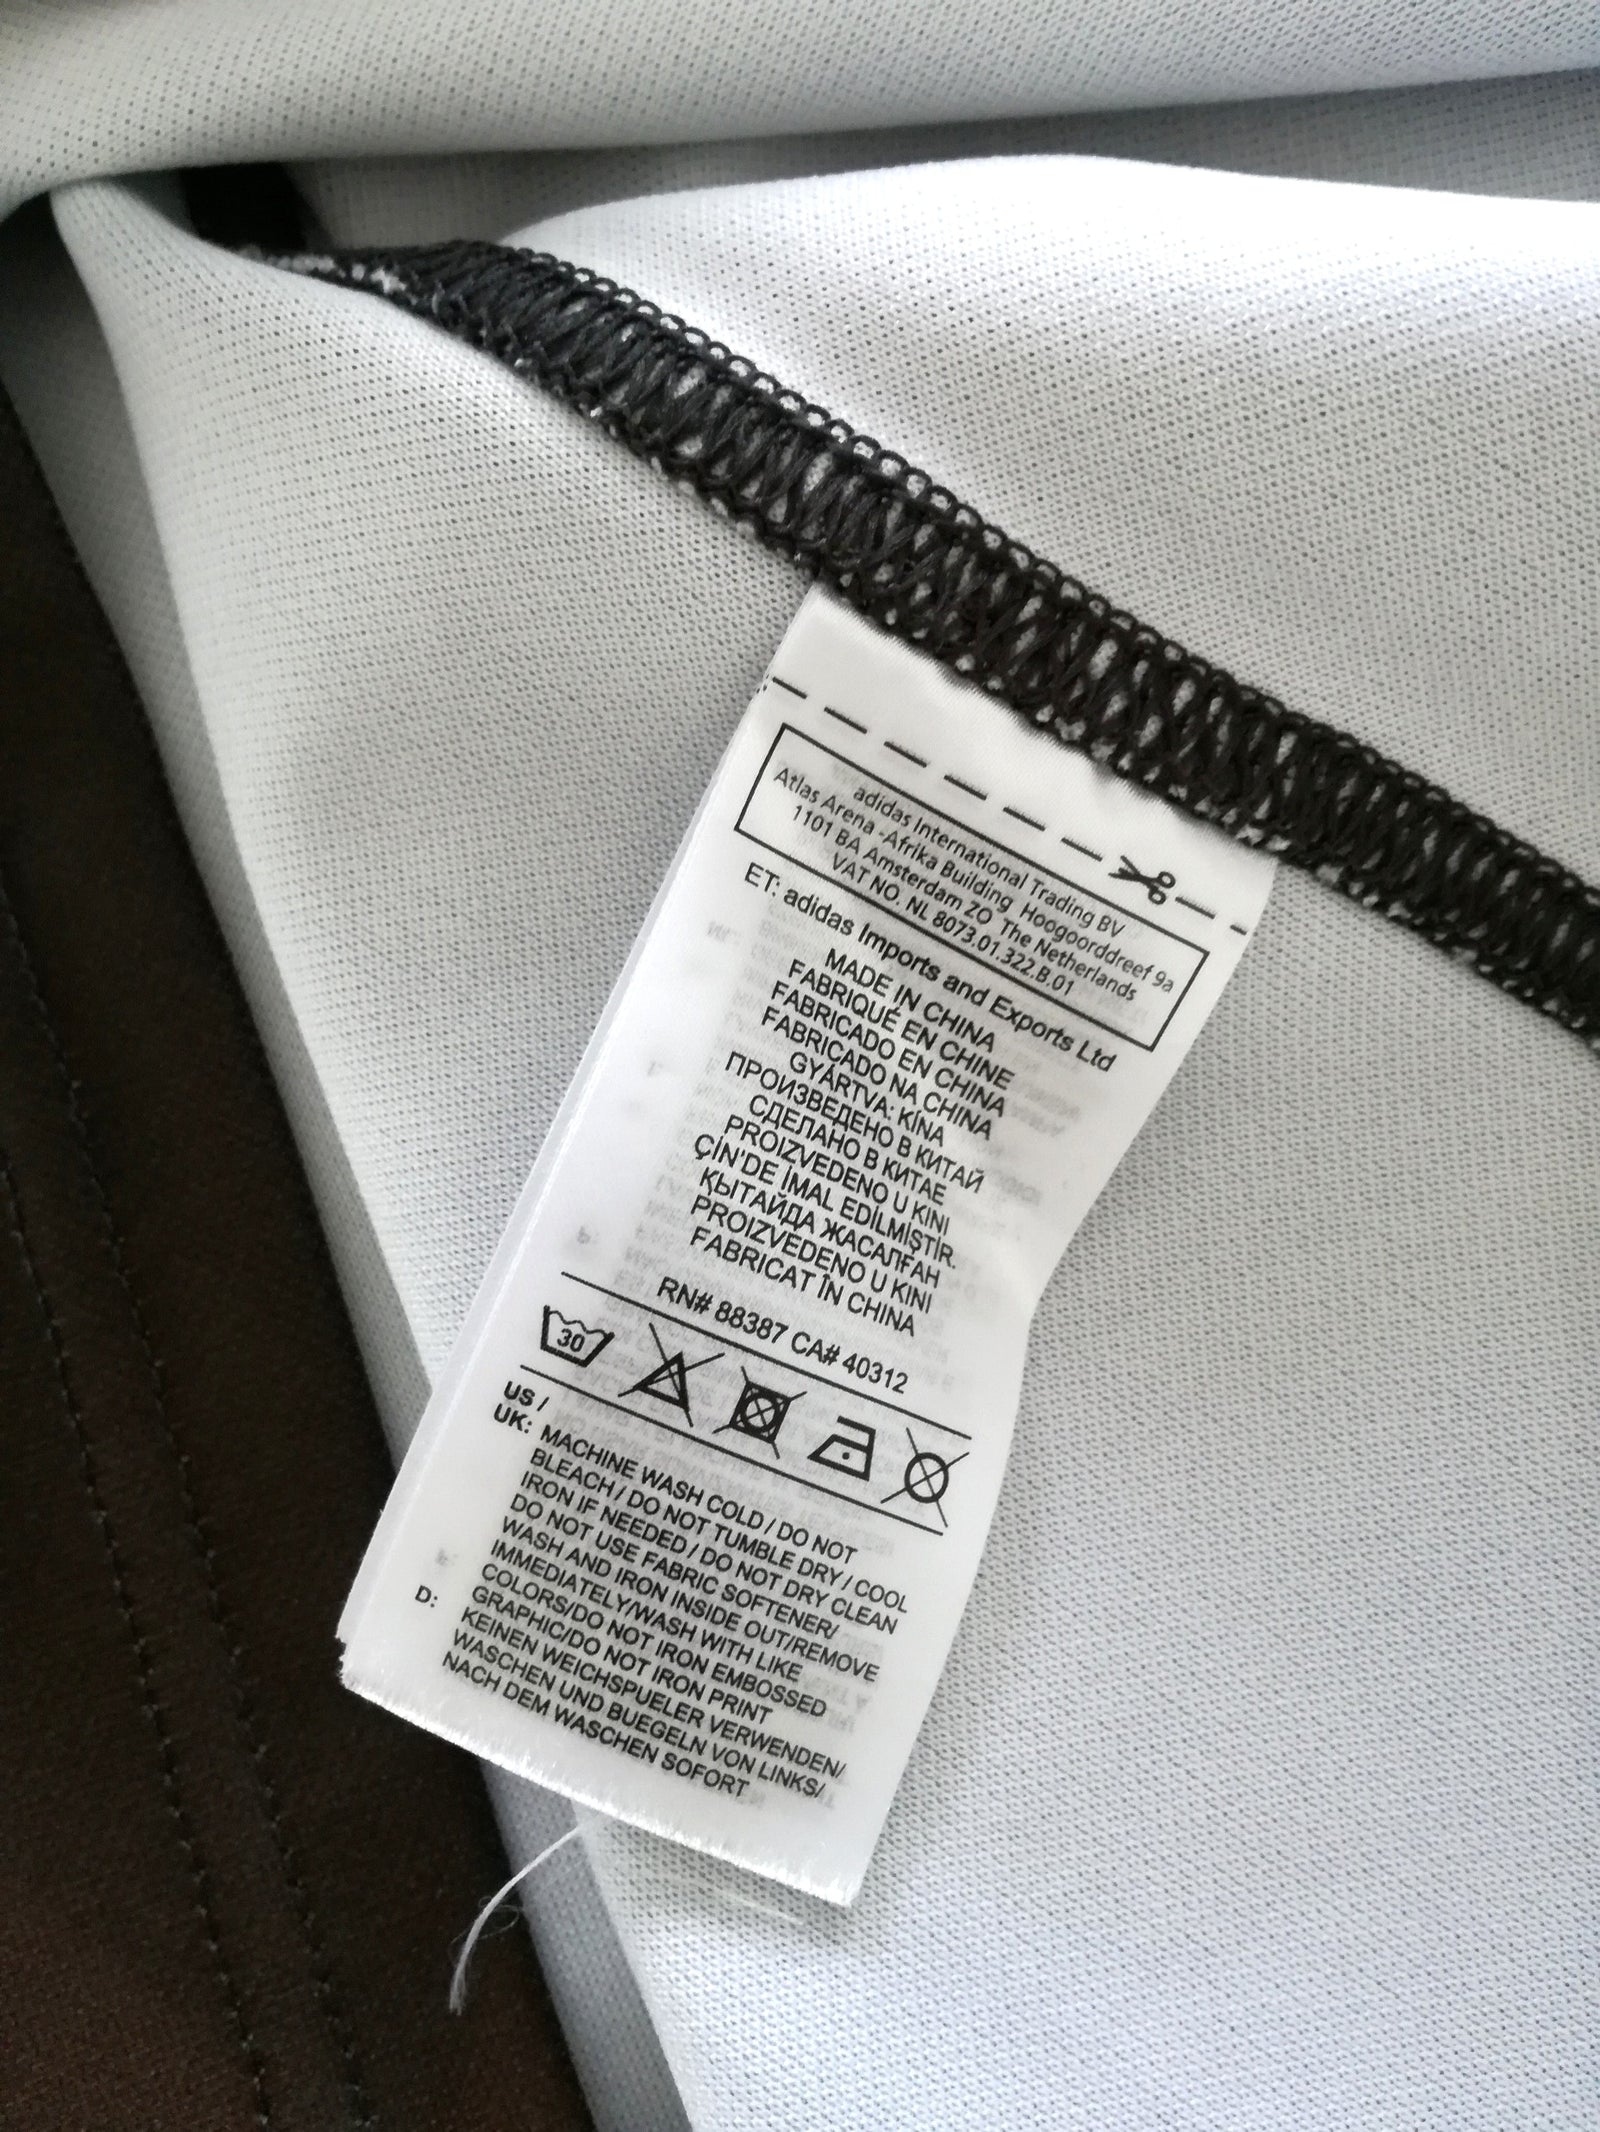 adidas International Trading BV
Atlas Arena -Afrika Building Hoogoorddreef 9a
1101 BA Amsterdam ZO The Netherlands
VAT NO. NL 8073.01.322.B.01
ET: adidas Imports and Exports Ltd
MADE IN CHINA
FABRIQUÉ EN CHINE
FABRICADO EN CHINA
FABRICADO NA CHINA
GYÁRTVA: KÍNA
ПРОИЗВЕДЕНО В КИТАЙ
СДЕЛАНО В КИТАЕ
PROIZVEDENO U KINI
ÇİN'DE İMAL EDİLMİŞTİR.
ҚЫТАЙДА ЖАСАЛҒАН
PROIZVEDENO U KINI
FABRICAT ÎN CHINA
RN# 88387 CA# 40312
30
US /
UK: MACHINE WASH COLD / DO NOT
BLEACH / DO NOT TUMBLE DRY / COOL
IRON IF NEEDED / DO NOT DRY CLEAN
DO NOT USE FABRIC SOFTENER/
WASH AND IRON INSIDE OUT/REMOVE
IMMEDIATELY/WASH WITH LIKE
COLORS/DO NOT IRON EMBOSSED
GRAPHIC/DO NOT IRON PRINT
D: KEINEN WEICHSPUELER VERWENDEN/
WASCHEN UND BUEGELN VON LINKS/
NACH DEM WASCHEN SOFORT